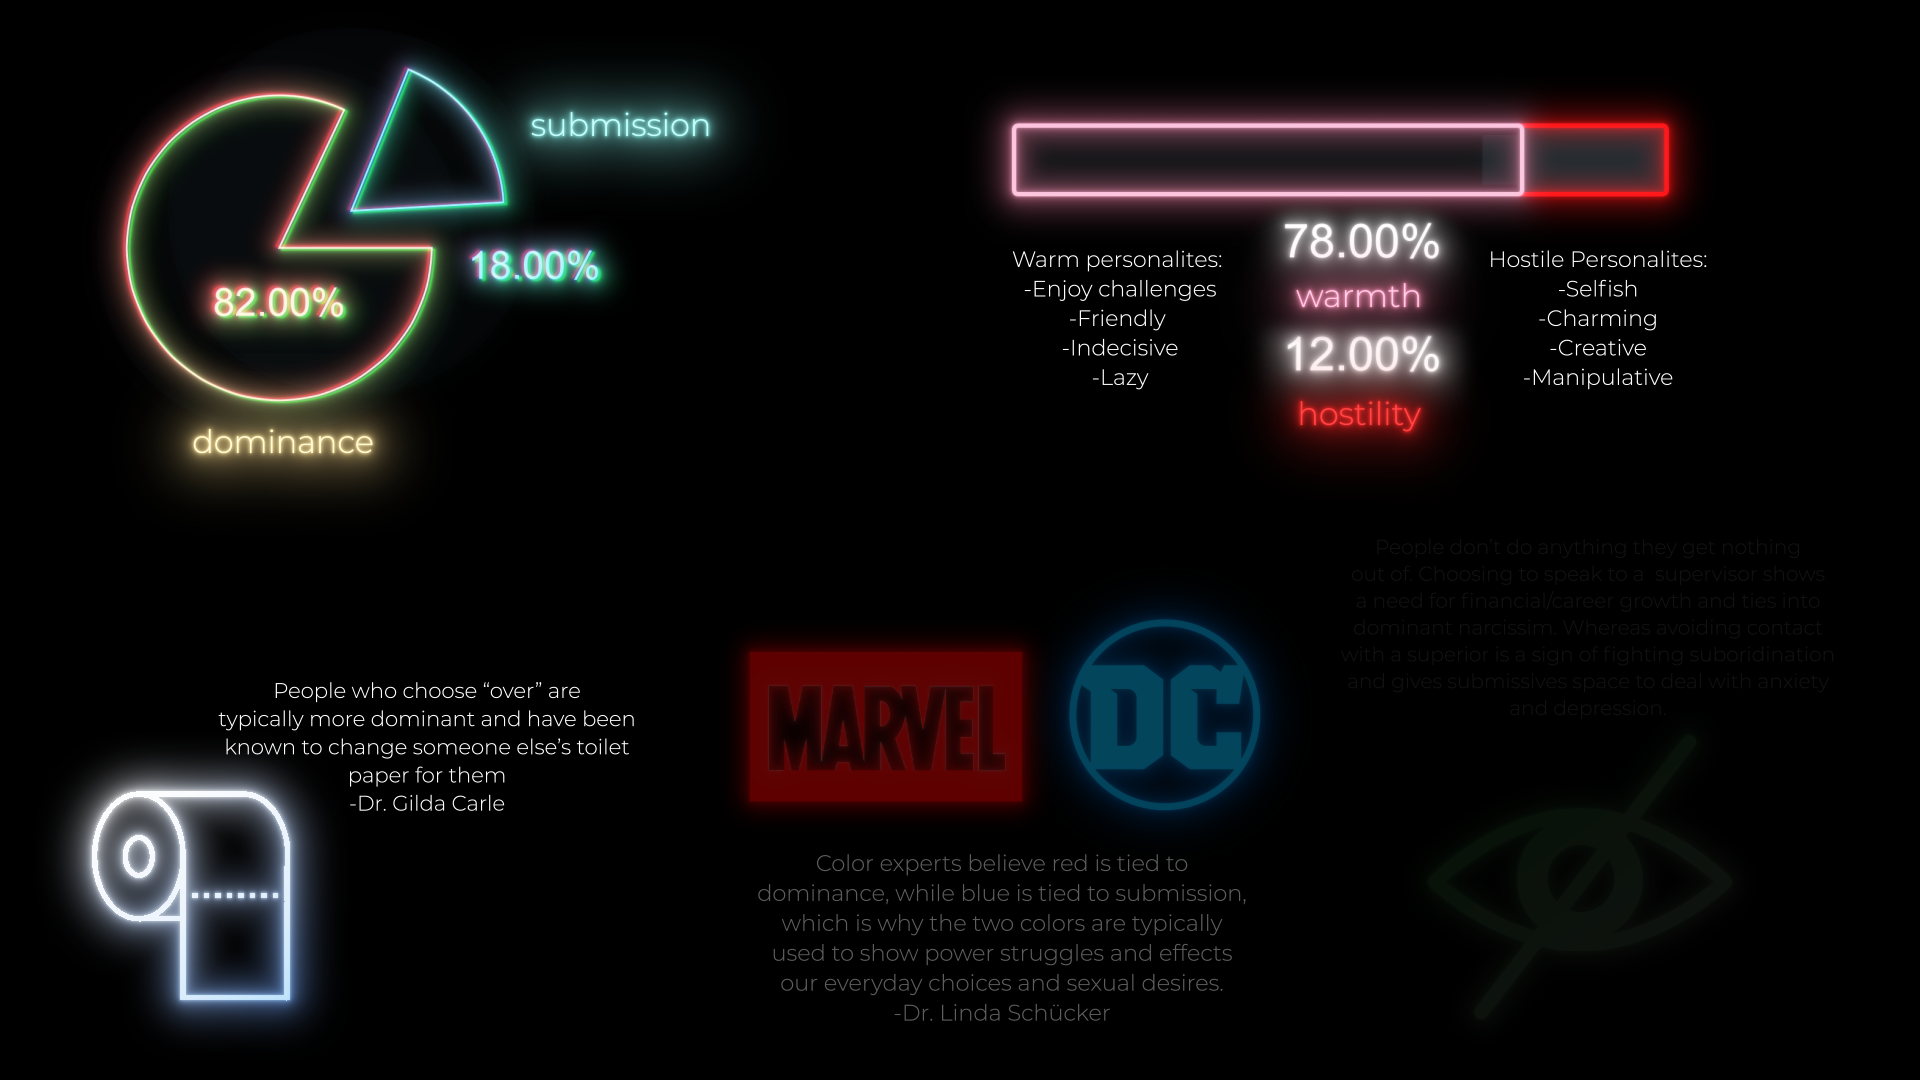 submission
18.00%
82.00%
dominance
78.00%
warmth
12.00%
hostility
Warm personalites:
-Enjoy challenges
-Friendly
-Indecisive
-Lazy
Hostile Personalites:
-Selfish
-Charming
-Creative
-Manipulative
People don't do anything they get nothing
out of. Choosing to speak to a supervisor shows
a need for financial/career growth and ties into
dominant narcissim. Whereas avoiding contact
with a superior is a sign of fighting suboridination
and gives submissives space to deal with anxiety
and depression.
People who choose “over” are
typically more dominant and have been
known to change someone else’s toilet
paper for them
-Dr. Gilda Carle
MARVEL
DC
Color experts believe red is tied to
dominance, while blue is tied to submission,
which is why the two colors are typically
used to show power struggles and effects
our everyday choices and sexual desires.
-Dr. Linda Schücker